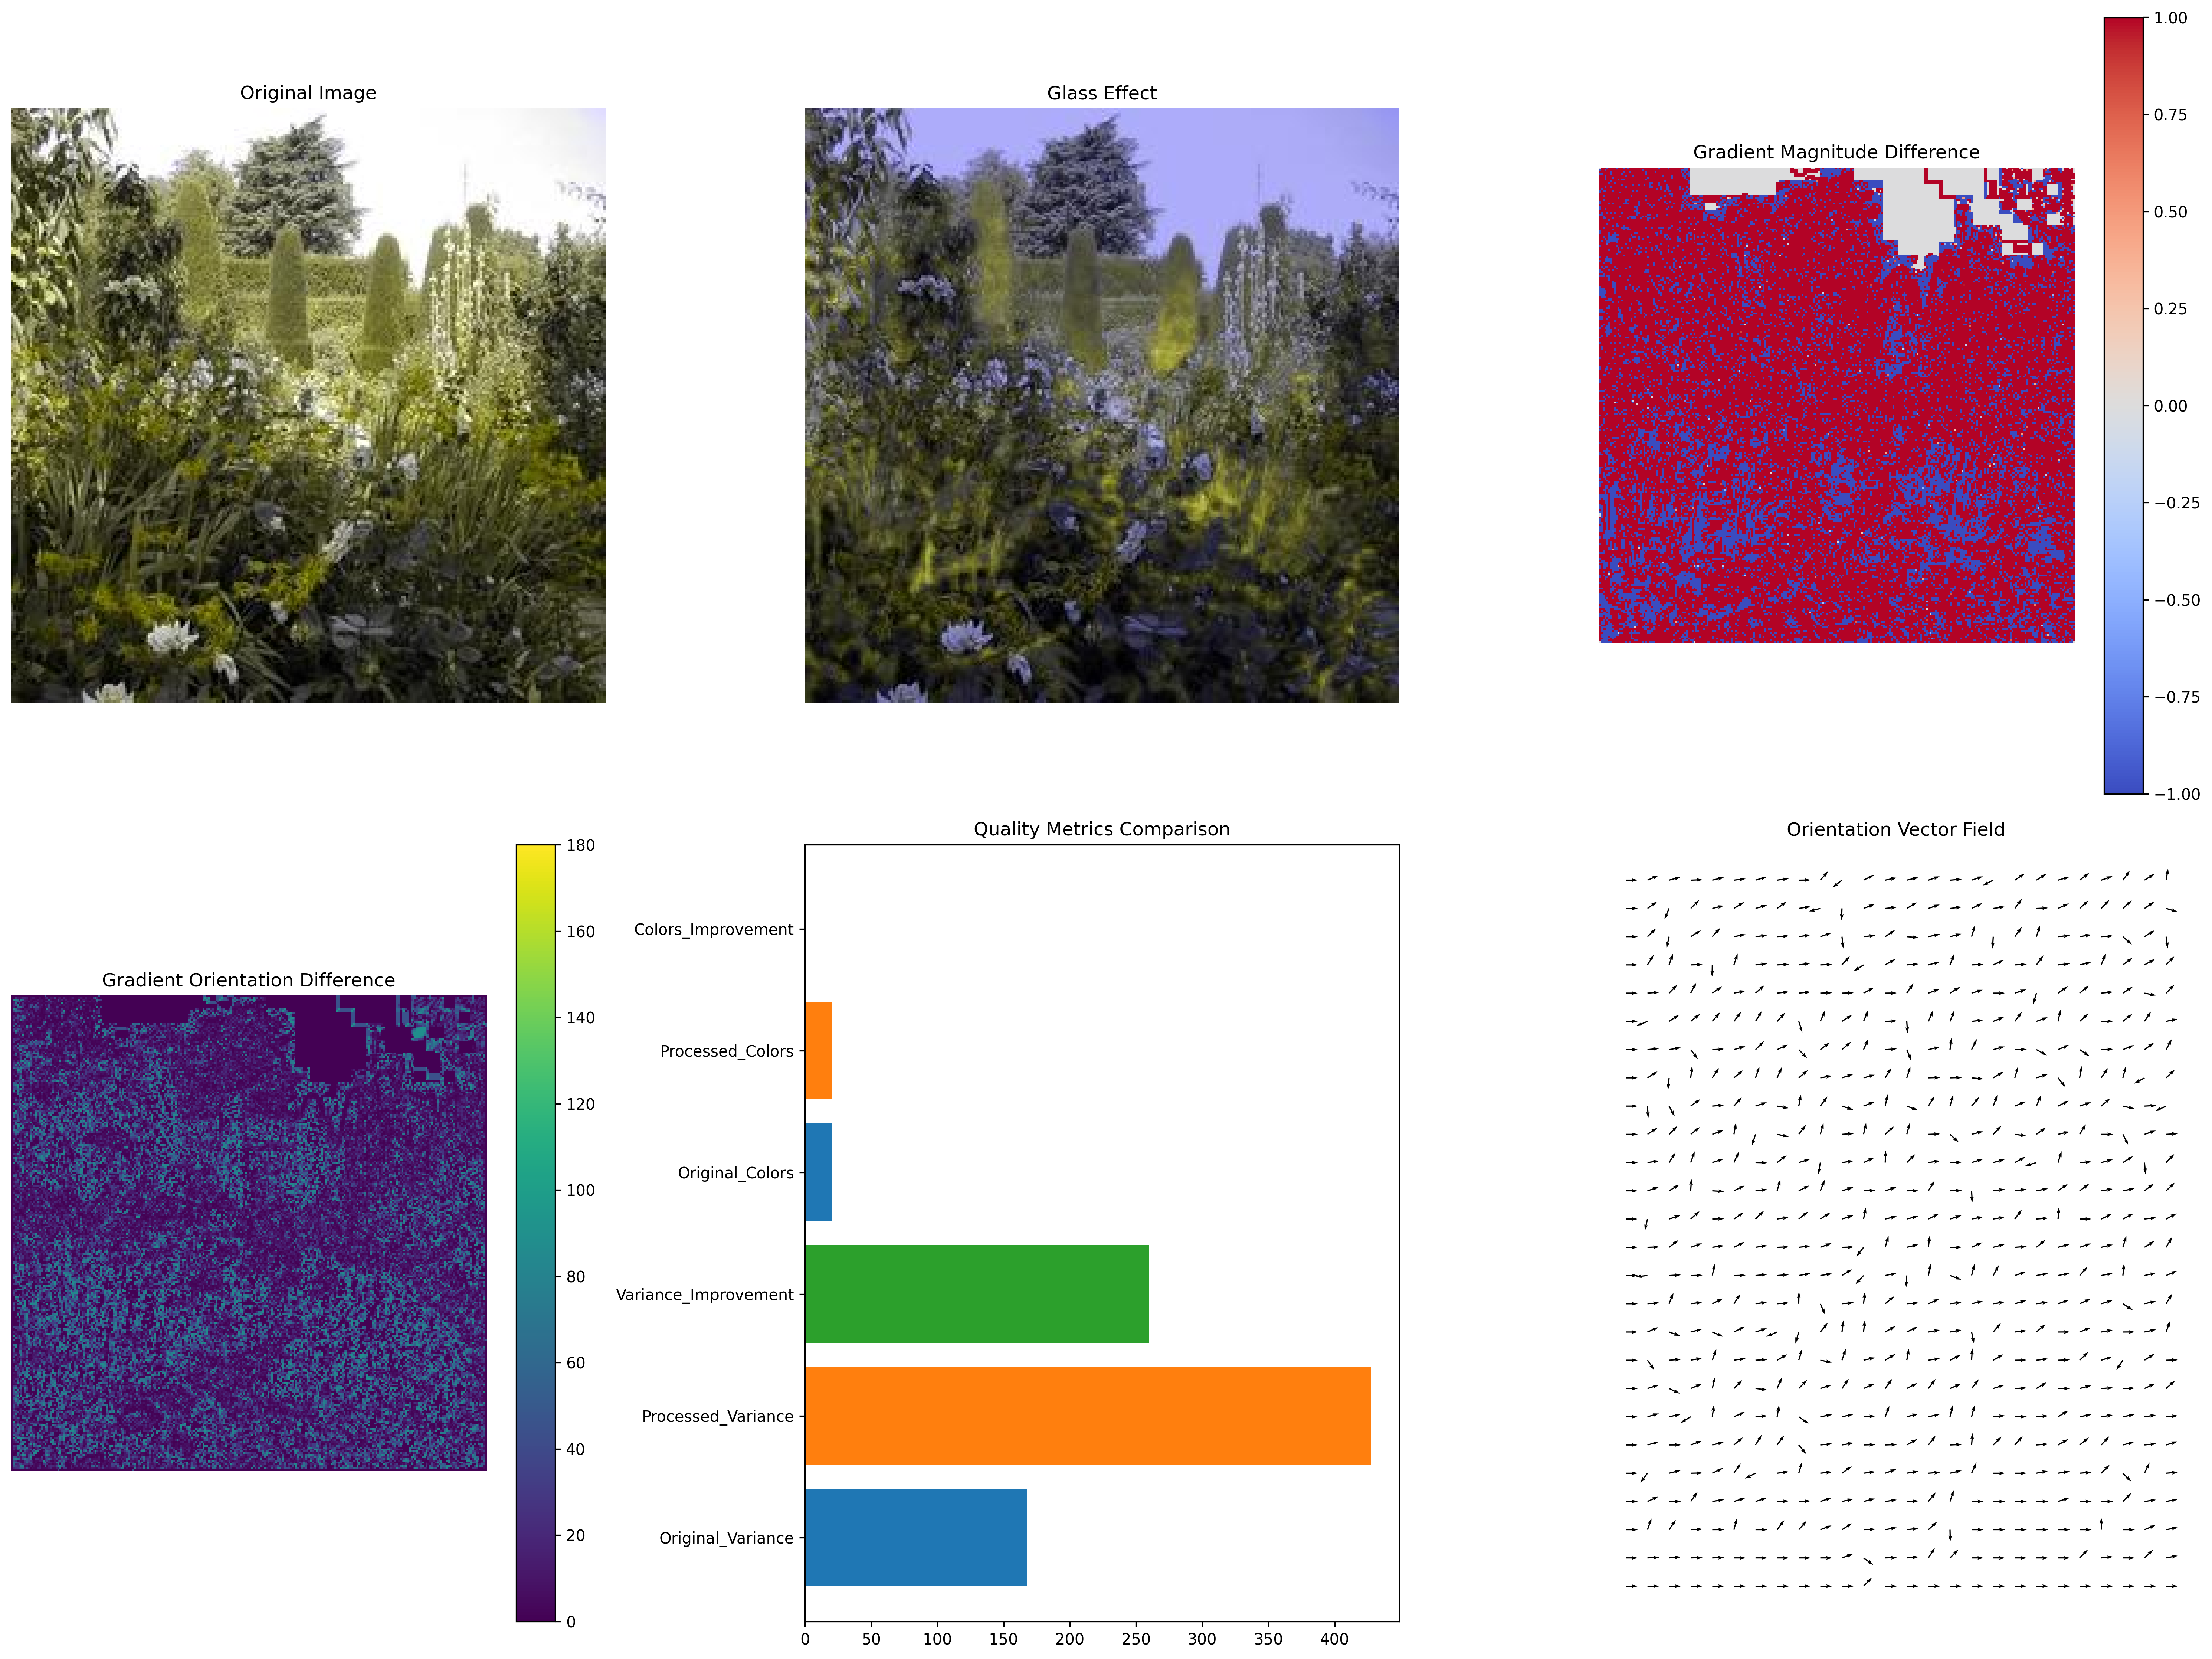 Original Image
Glass Effect
Gradient Magnitude Difference
1.00
0.75
0.50
0.25
0.00
−0.25
−0.50
−0.75
−1.00
Gradient Orientation Difference
180
160
140
120
100
80
60
40
20
0
Quality Metrics Comparison
Colors_Improvement
Processed_Colors
Original_Colors
Variance_Improvement
Processed_Variance
Original_Variance
0 50 100 150 200 250 300 350 400
Orientation Vector Field